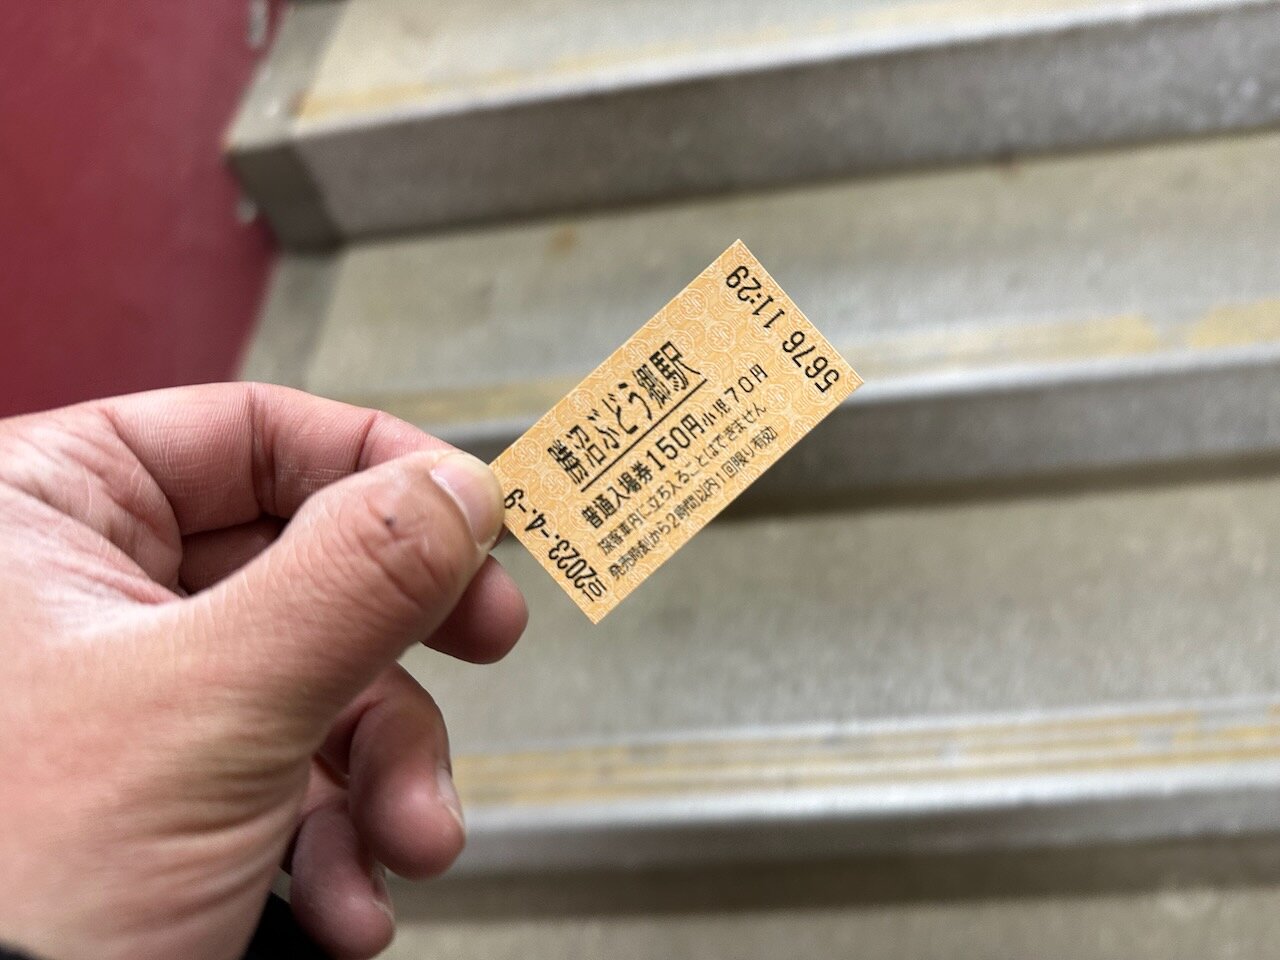 勝沼ぶどう郷駅
普通入場券150円小児70円
旅客車内に立ち入ることはできません
発売時刻から2時間以内1回限り有効
2023.-4.-9
5676 11:29